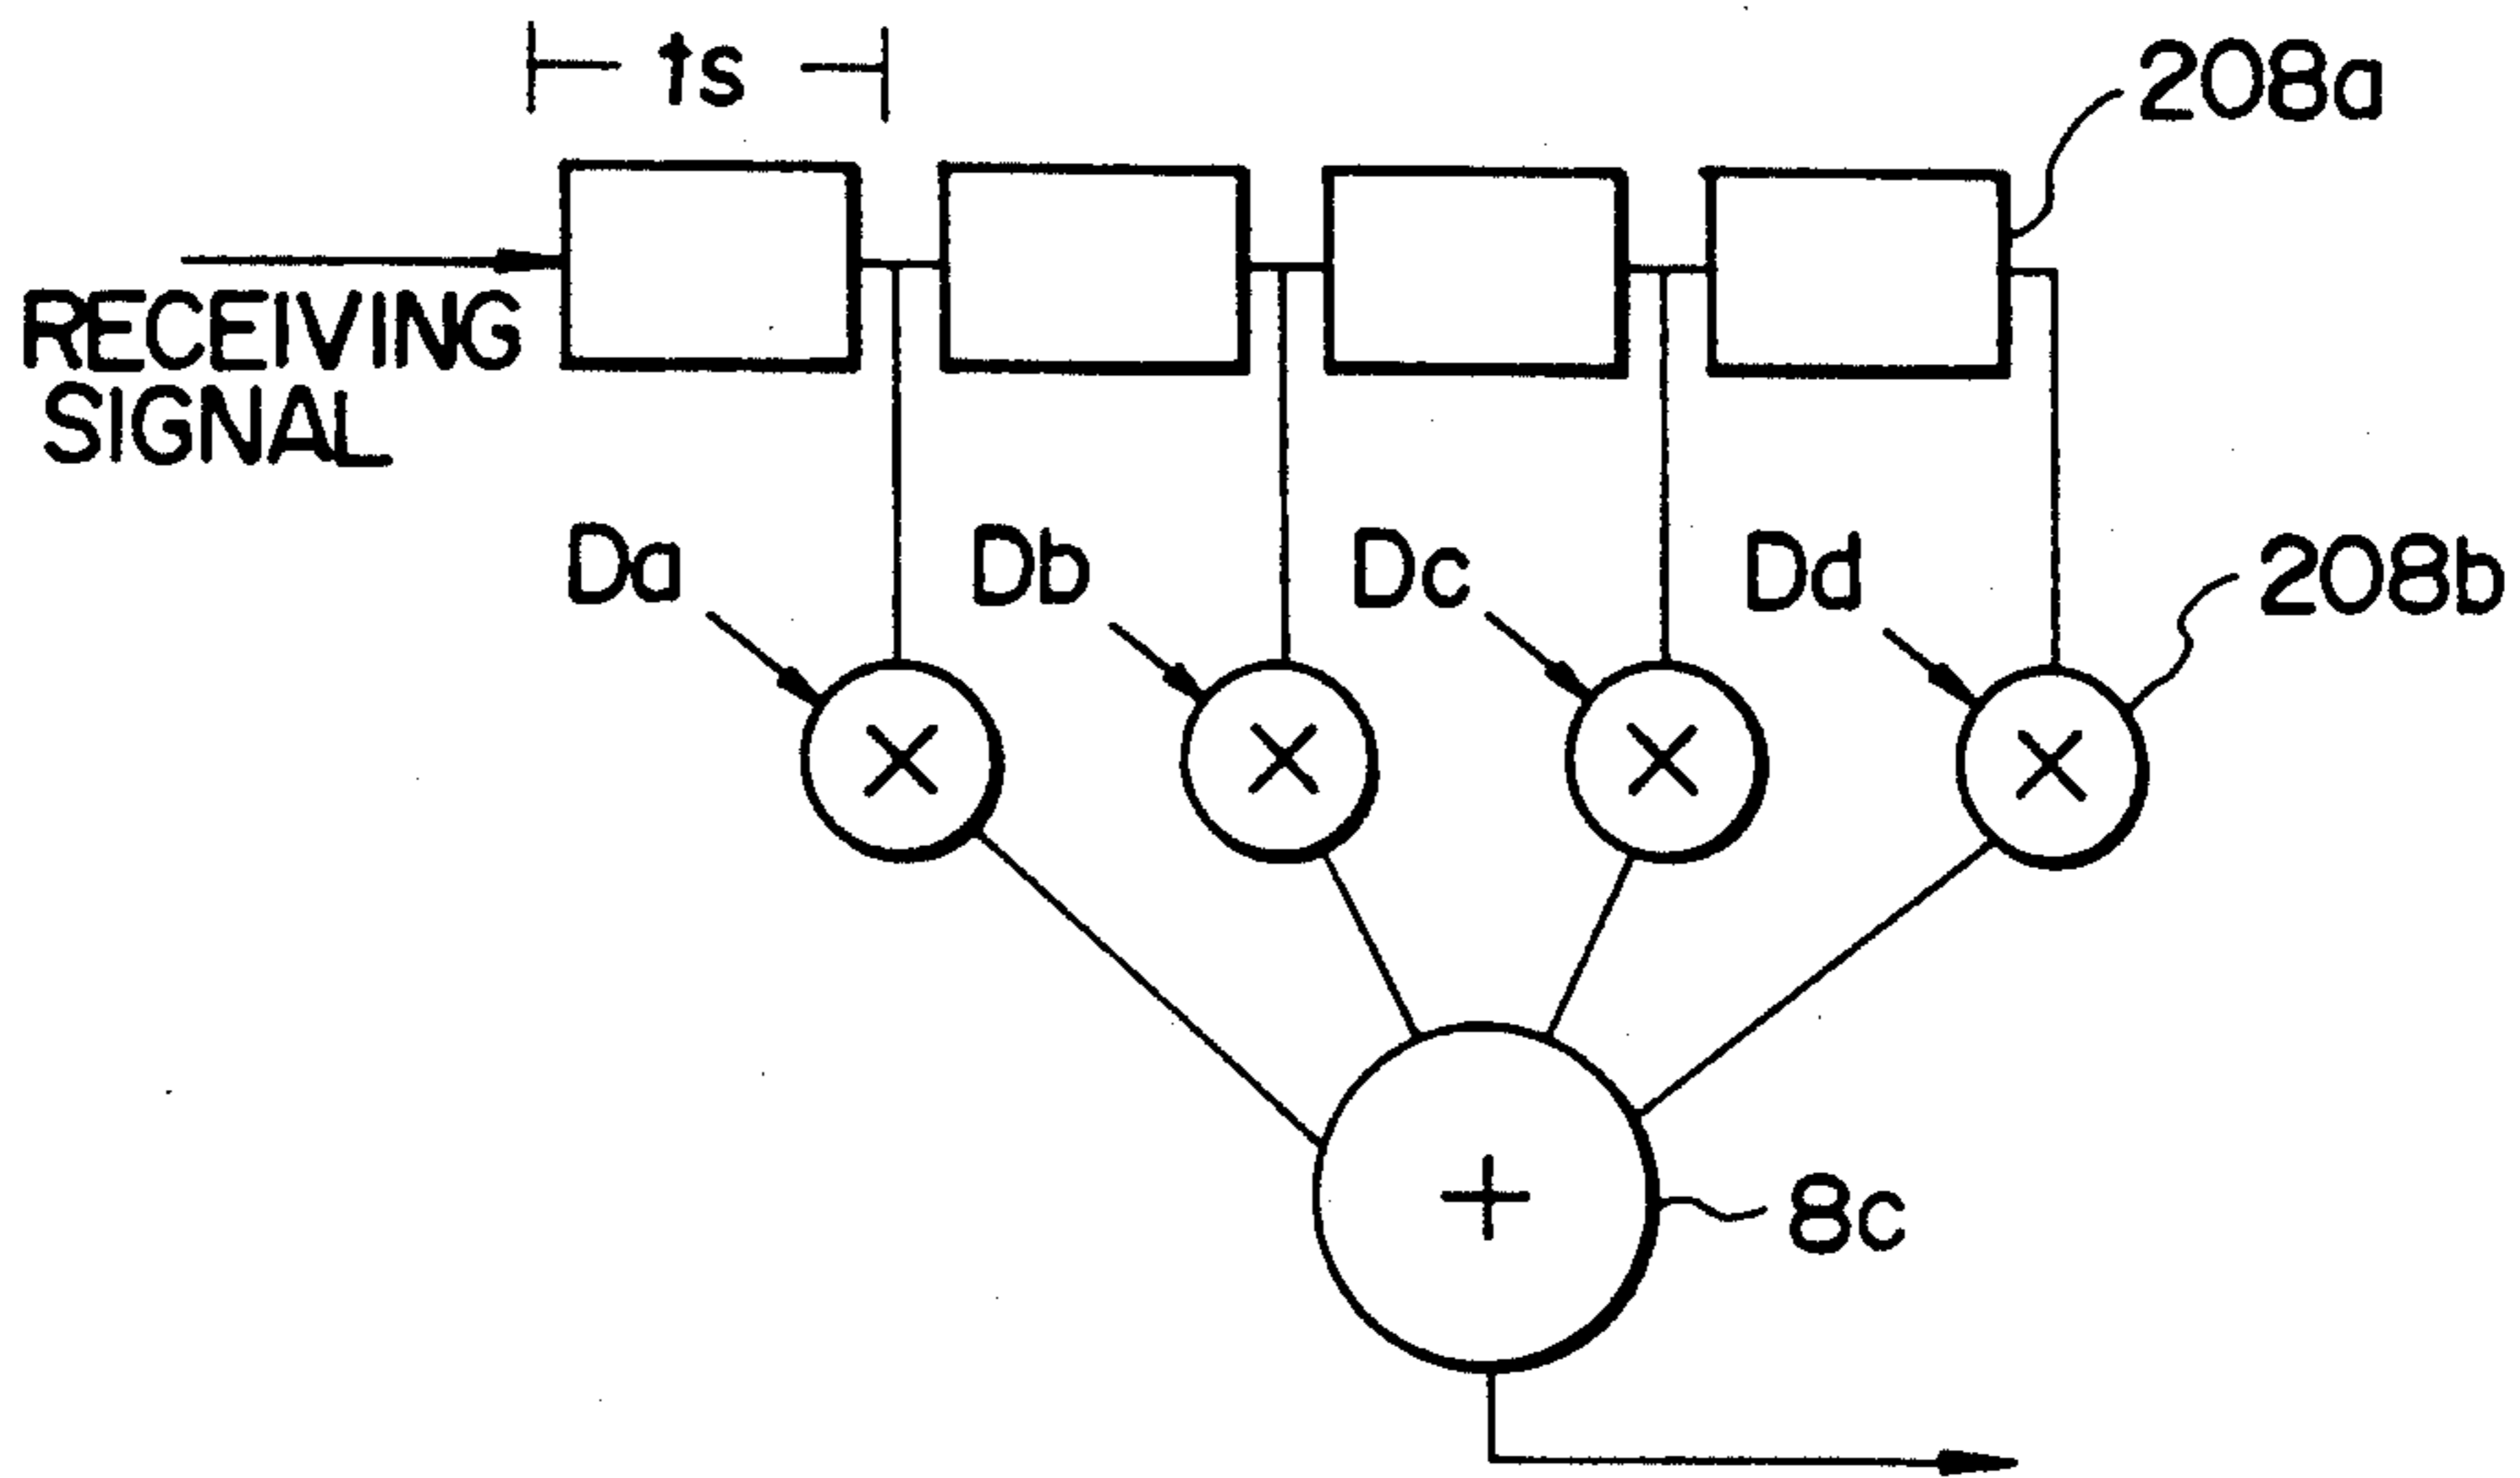 ts
208a
RECEIVING
SIGNAL
Da
Db
Dc
Dd
208b
×
×
×
×
+
8c